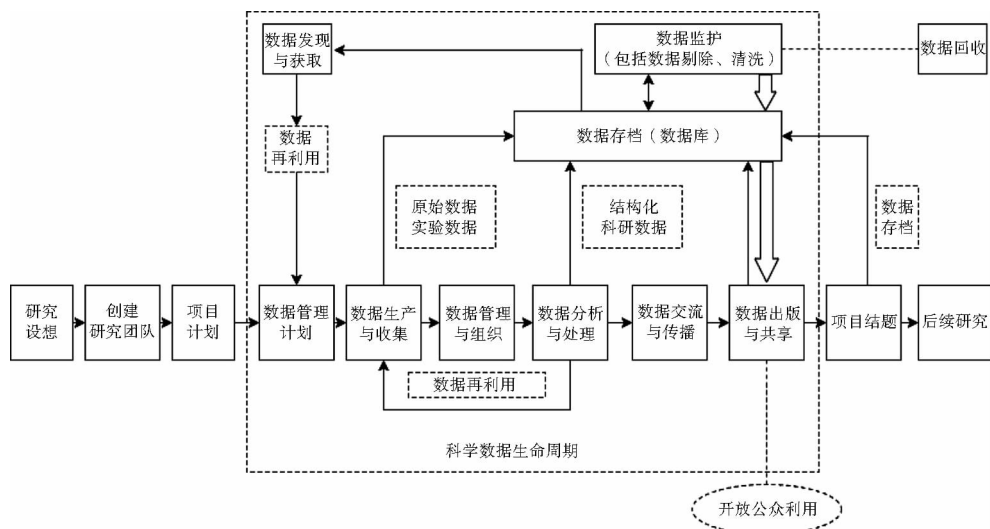 数据发现
与获取
数据监护
（包括数据剔除、清洗）
数据回收
数据
再利用
数据存档（数据库）
原始数据
实验数据
结构化
科研数据
数据
存档
研究
设想
创建
研究团队
项目
计划
数据管理
计划
数据生产
与收集
数据管理
与组织
数据分析
与处理
数据交流
与传播
数据出版
与共享
项目结题
后续研究
数据再利用
科学数据生命周期
开放公众利用